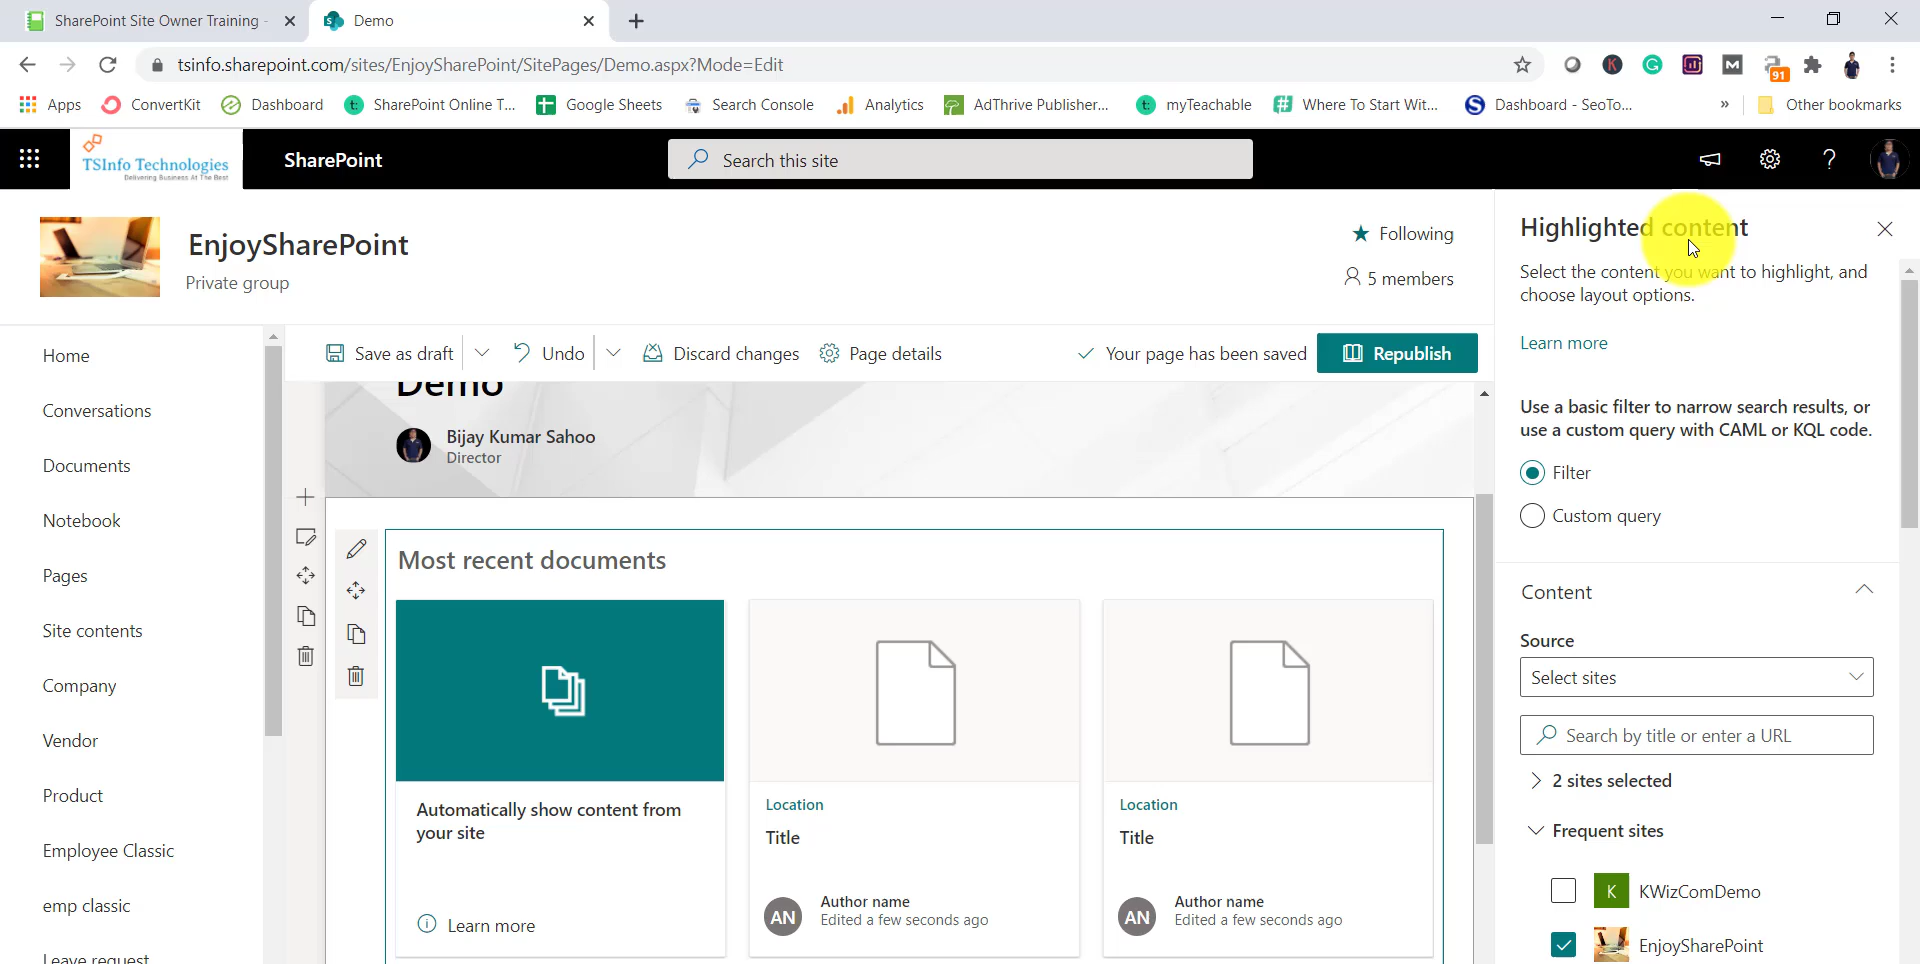 SharePoint Site Owner Training -
Demo
tsinfo.sharepoint.com/sites/EnjoySharePoint/SitePages/Demo.aspx?Mode=Edit
91
Apps
ConvertKit
Dashboard
SharePoint Online T...
Google Sheets
Search Console
Analytics
AdThrive Publisher...
myTeachable
Where To Start Wit...
Dashboard - SeoTo...
»
Other bookmarks
TSInfo Technologies
Delivering Business At The Best
SharePoint
Search this site
?
EnjoySharePoint
Private group
Following
5 members
Home
Conversations
Documents
Notebook
Pages
Site contents
Company
Vendor
Product
Employee Classic
emp classic
Leave request
Save as draft
Undo
Discard changes
Page details
Your page has been saved
Republish
Demo
Bijay Kumar Sahoo
Director
Most recent documents
Automatically show content from
your site
Learn more
Location
Title
AN
Author name
Edited a few seconds ago
Location
Title
AN
Author name
Edited a few seconds ago
Highlighted content
Select the content you want to highlight, and
choose layout options.
Learn more
Use a basic filter to narrow search results, or
use a custom query with CAML or KQL code.
Filter
Custom query
Content
Source
Select sites
Search by title or enter a URL
2 sites selected
Frequent sites
K
KWizComDemo
EnjoySharePoint